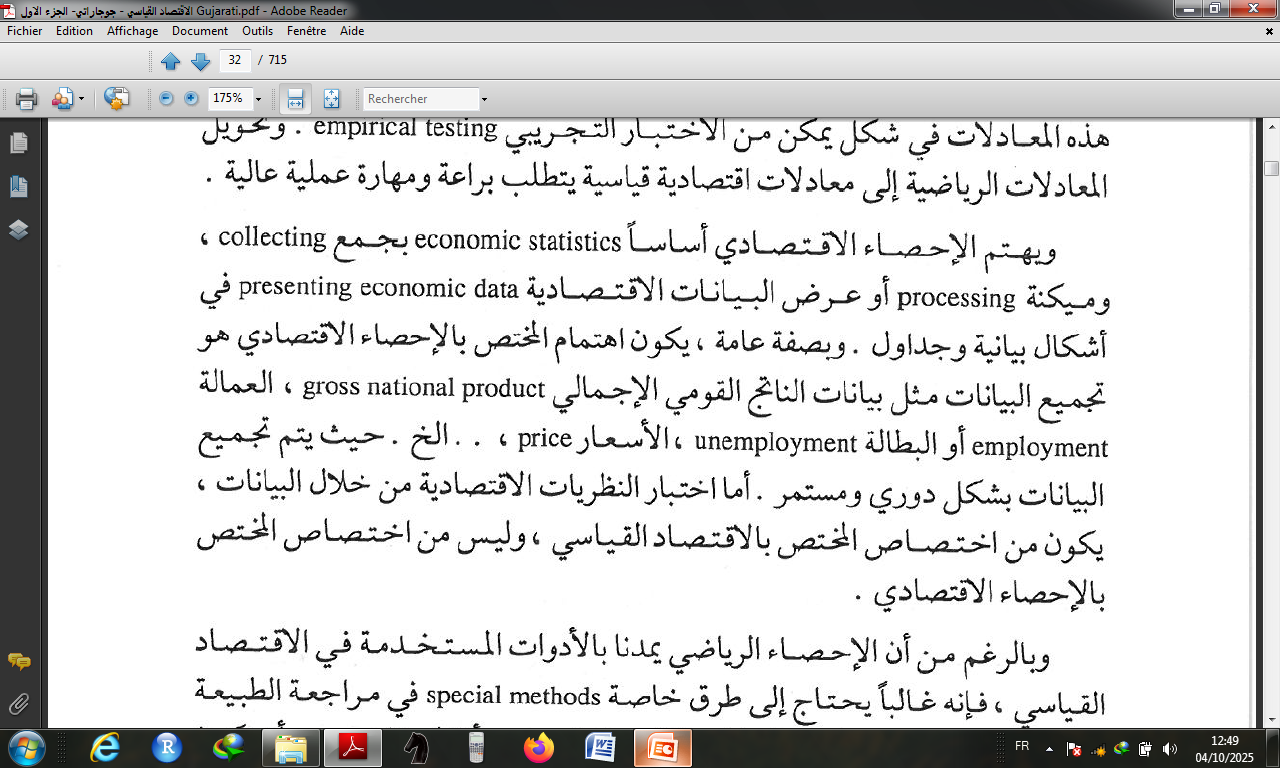 الاقتصاد القياسي - جوجاراتي- الجزء الاول Gujarati.pdf - Adobe Reader
Fichier Edition Affichage Document Outils Fenêtre Aide
32 / 715
175% Rechercher
هذه المعادلات في شكل يمكن من الاختبار التجريبي empirical testing . وتحويل
المعادلات الرياضية إلى معادلات اقتصادية قياسية يتطلب براعة ومهارة عملية عالية .
ويهتم الإحصاء الاقتصادي أساساً economic statistics بجمع collecting ،
وميكنة processing أو عرض البيانات الاقتصادية presenting economic data في
أشكال بيانية وجداول . وبصفة عامة ، يكون اهتمام المختص بالإحصاء الاقتصادي هو
تجميع البيانات مثل بيانات الناتج القومي الإجمالي gross national product ، العمالة
employment أو البطالة unemployment ، الأسعار price ، . . الخ . حيث يتم تجميع
البيانات بشكل دوري ومستمر . أما اختبار النظريات الاقتصادية من خلال البيانات ،
يكون من اختصاص المختص بالاقتصاد القياسي ، وليس من اختصاص المختص
بالإحصاء الاقتصادي .
وبالرغم من أن الإحصاء الرياضي يمدنا بالأدوات المستخدمة في الاقتصاد
القياسي ، فإنه غالباً يحتاج إلى طرق خاصة special methods في مراجعة الطبيعة
FR 12:49
04/10/2025